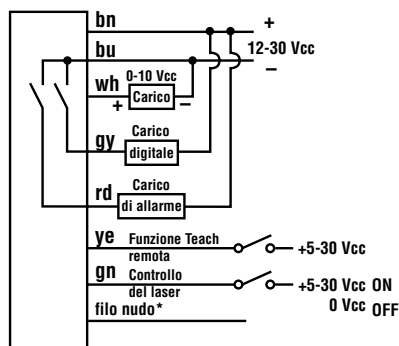 bn +
bu 12-30 Vcc
–
wh 0-10 Vcc
+ Carico –
gy Carico
digitale
rd Carico
di allarme
ye Funzione Teach
remota +5-30 Vcc
gn Controllo
del laser +5-30 Vcc ON
0 Vcc OFF
filo nudo*